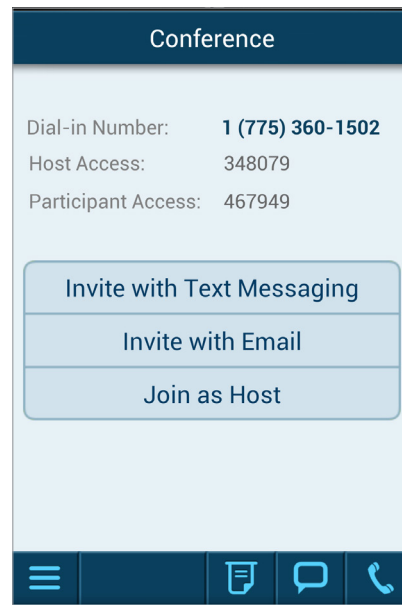 Conference
Dial-in Number: 1 (775) 360-1502
Host Access: 348079
Participant Access: 467949
Invite with Text Messaging
Invite with Email
Join as Host